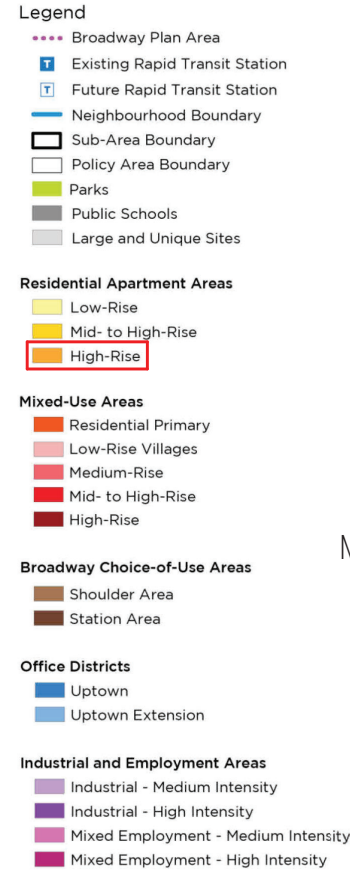 Legend
Broadway Plan Area
T Existing Rapid Transit Station
T Future Rapid Transit Station
Neighbourhood Boundary
Sub-Area Boundary
Policy Area Boundary
Parks
Public Schools
Large and Unique Sites
Residential Apartment Areas
Low-Rise
Mid- to High-Rise
High-Rise
Mixed-Use Areas
Residential Primary
Low-Rise Villages
Medium-Rise
Mid- to High-Rise
High-Rise
M
Broadway Choice-of-Use Areas
Shoulder Area
Station Area
Office Districts
Uptown
Uptown Extension
Industrial and Employment Areas
Industrial - Medium Intensity
Industrial - High Intensity
Mixed Employment - Medium Intensity
Mixed Employment - High Intensity